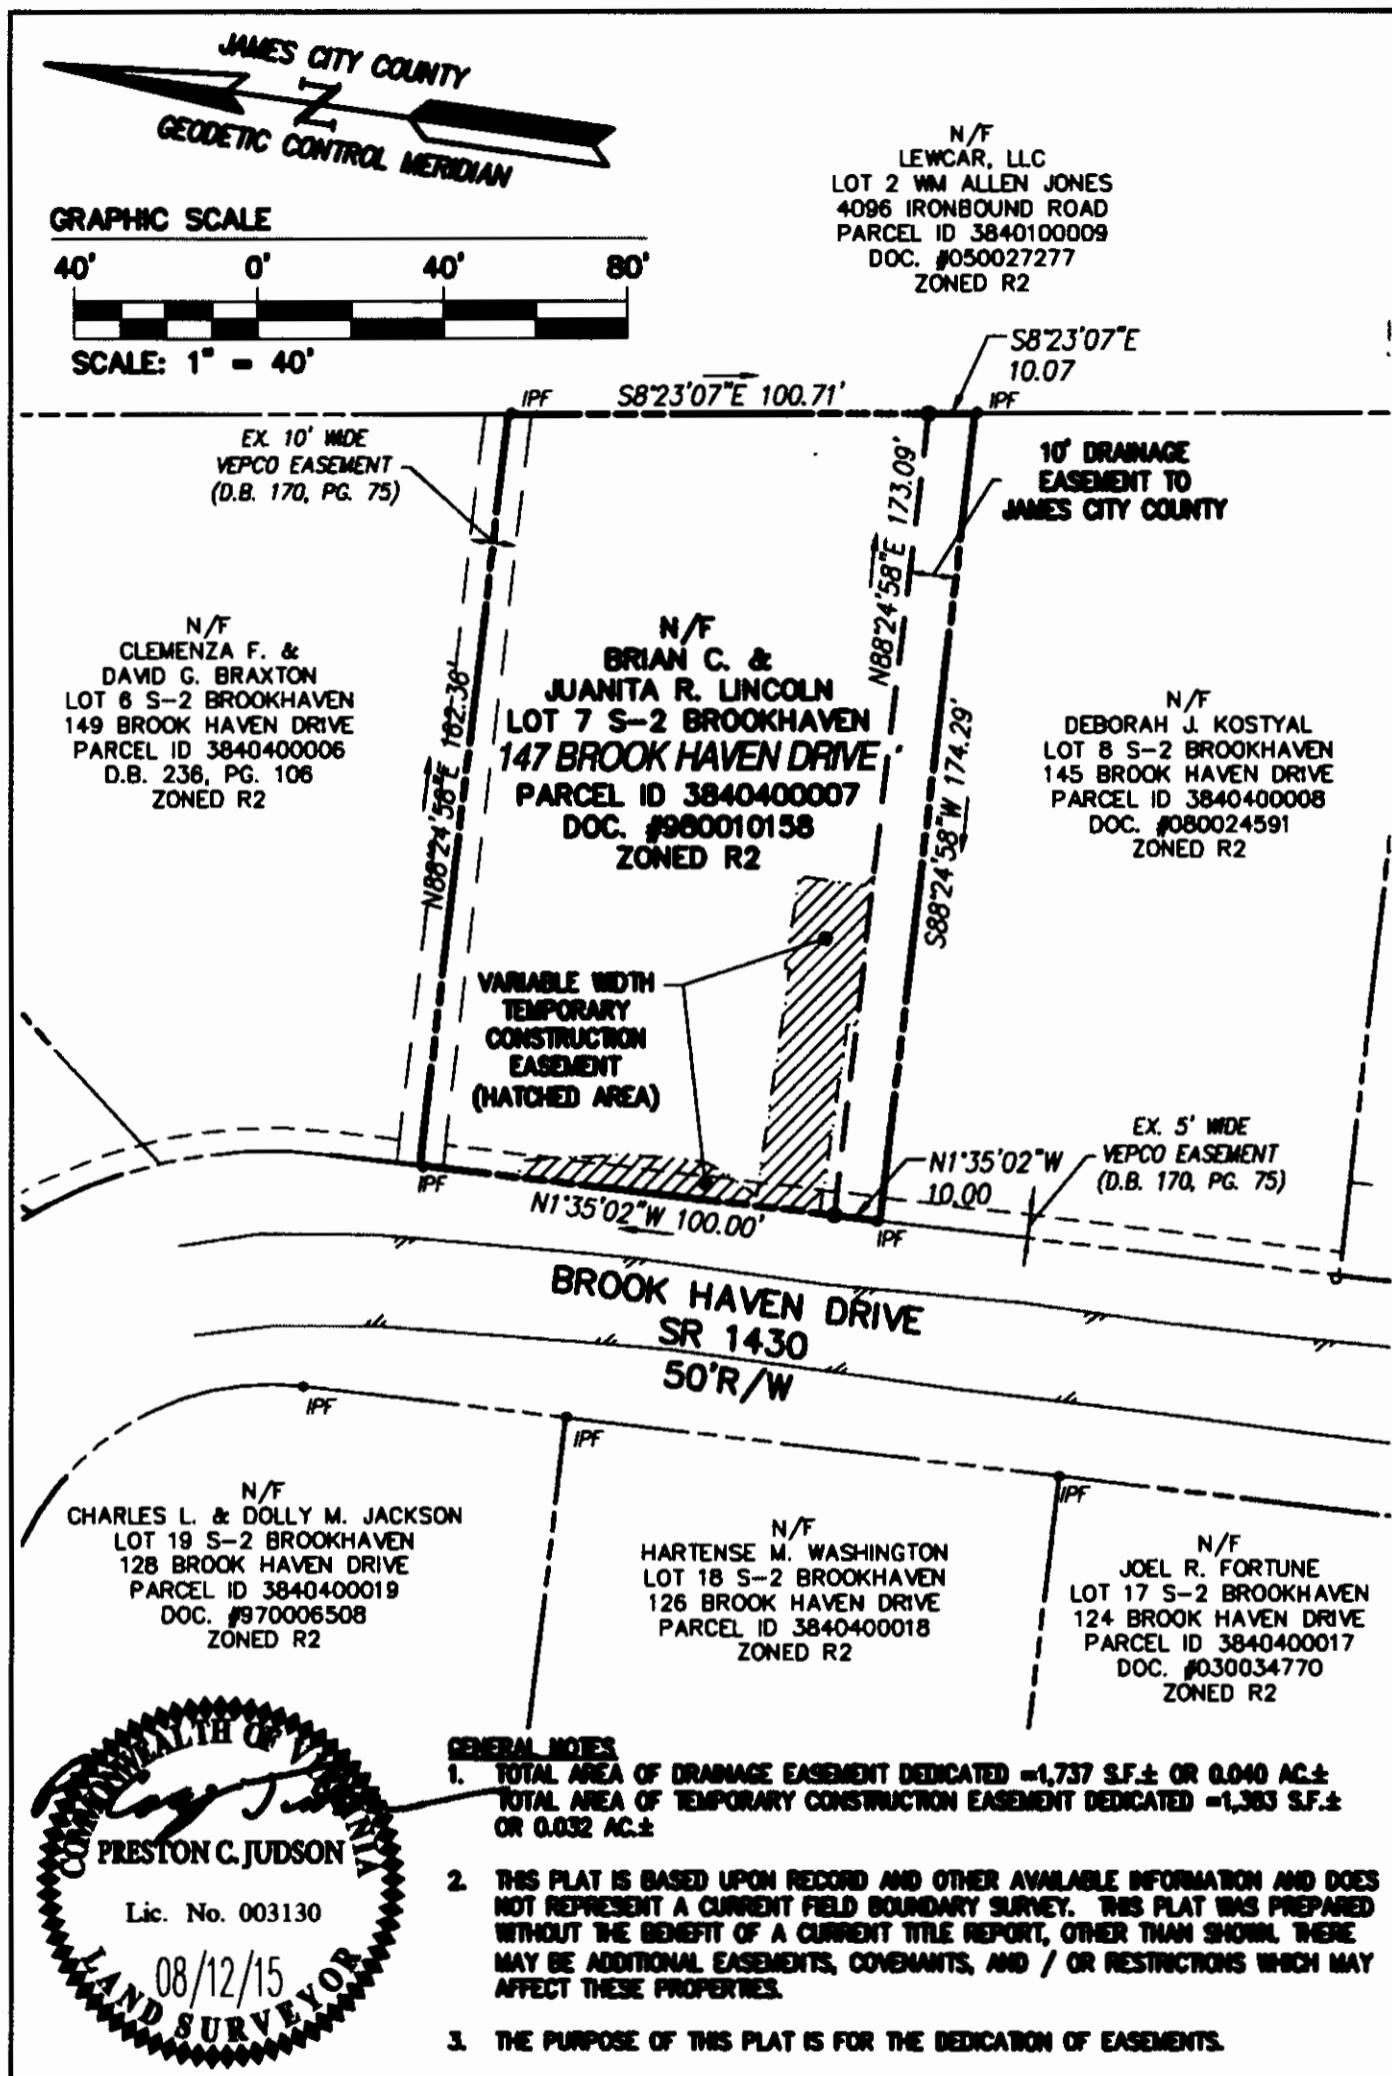 JAMES CITY COUNTY
N
GEODETIC CONTROL MERIDIAN
GRAPHIC SCALE
40' 0' 40' 80'
SCALE: 1" = 40'
N/F
LEWCAR, LLC
LOT 2 WM ALLEN JONES
4096 IRONBOUND ROAD
PARCEL ID 3840100009
DOC. #050027277
ZONED R2
S8°23'07"E
10.07
IPF
S8°23'07"E 100.71'
IPF
EX. 10' WIDE
VEPCO EASEMENT
(D.B. 170, PG. 75)
10' DRAINAGE
EASEMENT TO
JAMES CITY COUNTY
N88°24'58"E 173.09'
N/F
CLEMENZA F. &
DAVID G. BRAXTON
LOT 6 S-2 BROOKHAVEN
149 BROOK HAVEN DRIVE
PARCEL ID 3840400006
D.B. 236, PG. 106
ZONED R2
N88°24'58"E 162.36'
N/F
BRIAN C. &
JUANITA R. LINCOLN
LOT 7 S-2 BROOKHAVEN
147 BROOK HAVEN DRIVE
PARCEL ID 3840400007
DOC. #980010158
ZONED R2
S88°24'58"W 174.29'
N/F
DEBORAH J. KOSTYAL
LOT 8 S-2 BROOKHAVEN
145 BROOK HAVEN DRIVE
PARCEL ID 3840400008
DOC. #080024591
ZONED R2
VARIABLE WIDTH
TEMPORARY
CONSTRUCTION
EASEMENT
(HATCHED AREA)
EX. 5' WIDE
VEPCO EASEMENT
(D.B. 170, PG. 75)
N1°35'02"W
10.00
IPF
N1°35'02"W 100.00'
IPF
BROOK HAVEN DRIVE
SR 1430
50'R/W
IPF
IPF
IPF
N/F
CHARLES L. & DOLLY M. JACKSON
LOT 19 S-2 BROOKHAVEN
128 BROOK HAVEN DRIVE
PARCEL ID 3840400019
DOC. #970006508
ZONED R2
N/F
HARTENSE M. WASHINGTON
LOT 18 S-2 BROOKHAVEN
126 BROOK HAVEN DRIVE
PARCEL ID 3840400018
ZONED R2
N/F
JOEL R. FORTUNE
LOT 17 S-2 BROOKHAVEN
124 BROOK HAVEN DRIVE
PARCEL ID 3840400017
DOC. #030034770
ZONED R2
COMMONWEALTH OF VIRGINIA
PRESTON C. JUDSON
Lic. No. 003130
08/12/15
LAND SURVEYOR
GENERAL NOTES
1. TOTAL AREA OF DRAINAGE EASEMENT DEDICATED =1,737 S.F.± OR 0.040 AC.±
TOTAL AREA OF TEMPORARY CONSTRUCTION EASEMENT DEDICATED =1,383 S.F.±
OR 0.032 AC.±
2. THIS PLAT IS BASED UPON RECORD AND OTHER AVAILABLE INFORMATION AND DOES
NOT REPRESENT A CURRENT FIELD BOUNDARY SURVEY. THIS PLAT WAS PREPARED
WITHOUT THE BENEFIT OF A CURRENT TITLE REPORT, OTHER THAN SHOWN. THERE
MAY BE ADDITIONAL EASEMENTS, COVENANTS, AND / OR RESTRICTIONS WHICH MAY
AFFECT THESE PROPERTIES.
3. THE PURPOSE OF THIS PLAT IS FOR THE DEDICATION OF EASEMENTS.